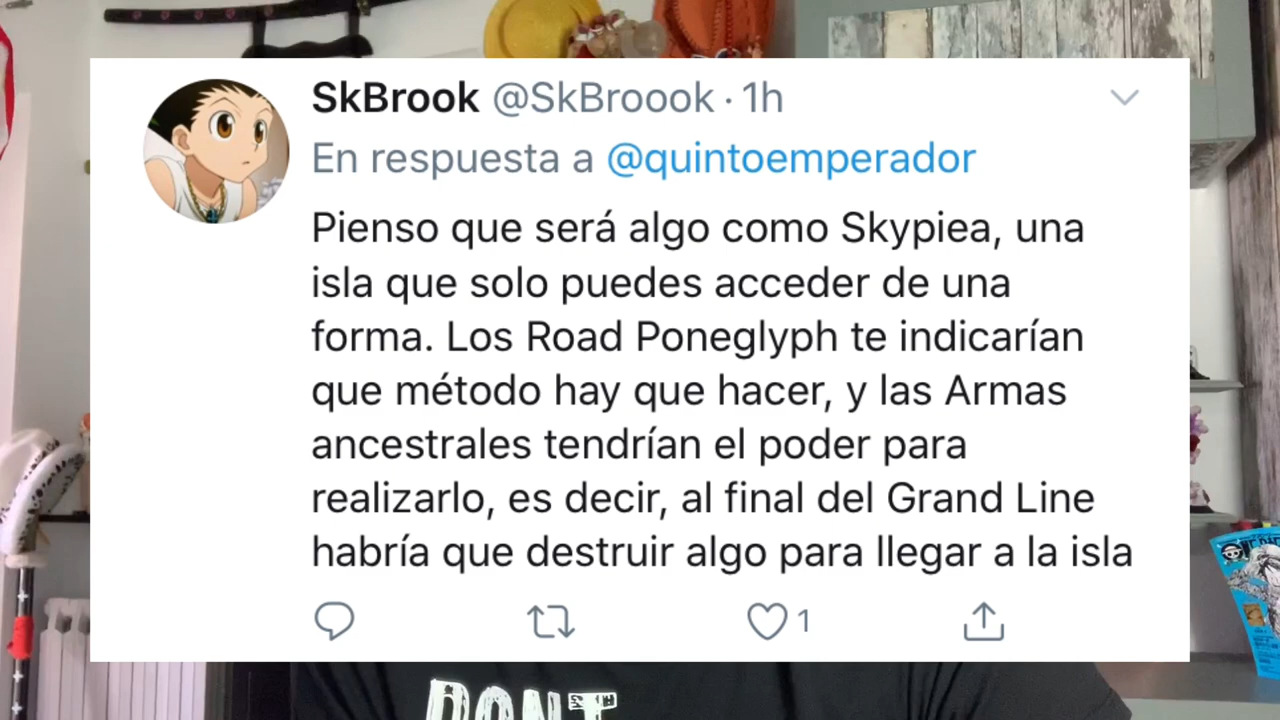 SkBrook @SkBroook · 1h
En respuesta a @quintoemperador
Pienso que será algo como Skypiea, una
isla que solo puedes acceder de una
forma. Los Road Poneglyph te indicarían
que método hay que hacer, y las Armas
ancestrales tendrían el poder para
realizarlo, es decir, al final del Grand Line
habría que destruir algo para llegar a la isla
1
DON'T